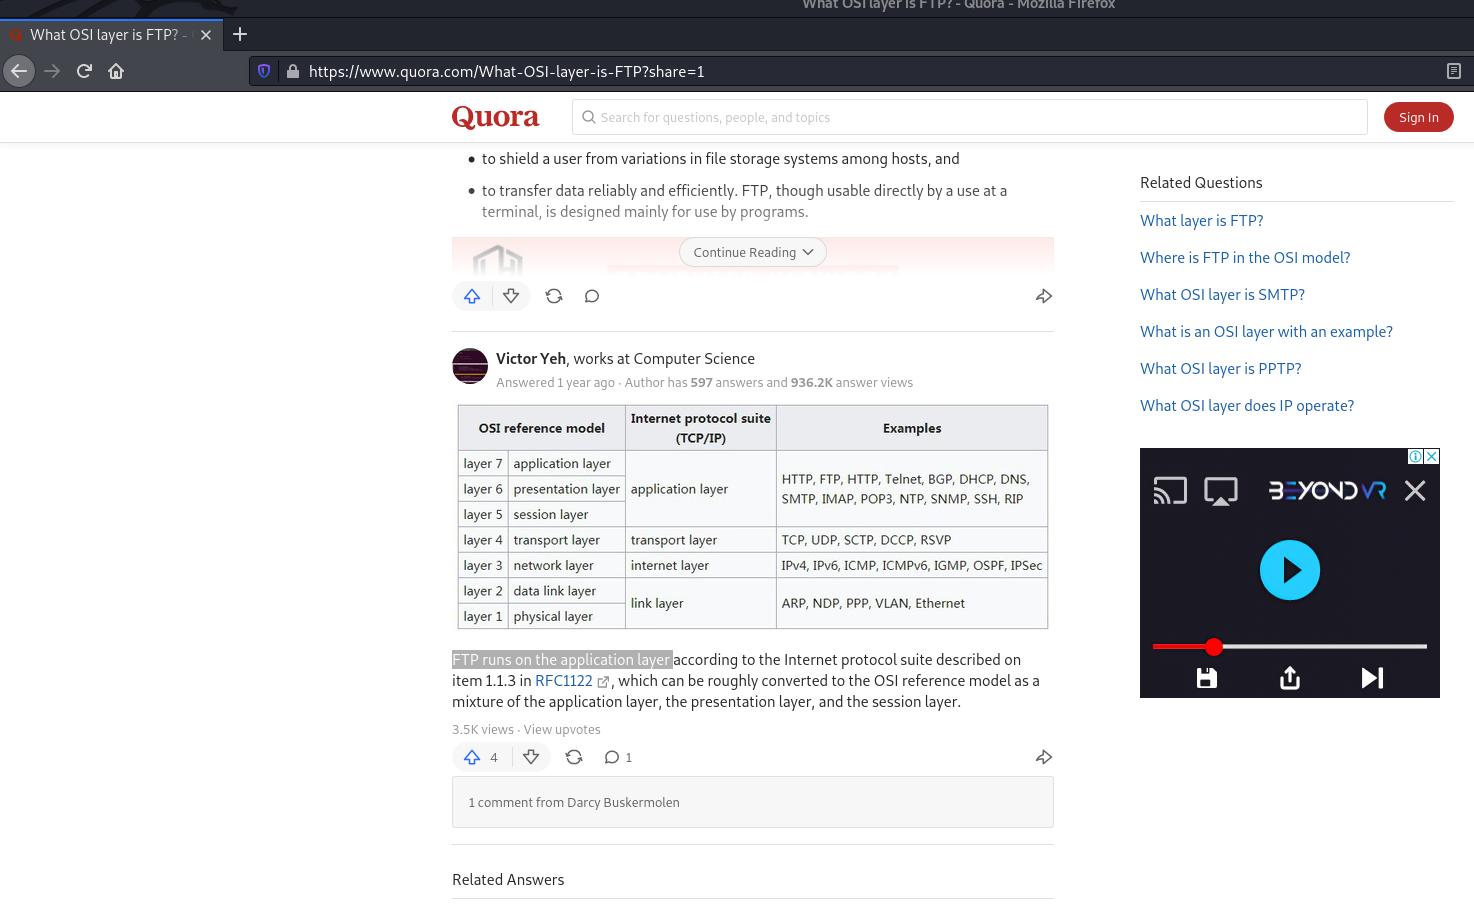 What OSI layer is FTP? - Quora - Mozilla Firefox
What OSI layer is FTP? -
https://www.quora.com/What-OSI-layer-is-FTP?share=1
Quora
Search for questions, people, and topics
Sign In
to shield a user from variations in file storage systems among hosts, and
to transfer data reliably and efficiently. FTP, though usable directly by a use at a
terminal, is designed mainly for use by programs.
Continue Reading
Victor Yeh, works at Computer Science
Answered 1 year ago · Author has 597 answers and 936.2K answer views
OSI reference model
Internet protocol suite
(TCP/IP)
Examples
layer 7 application layer
layer 6 presentation layer
layer 5 session layer
application layer
HTTP, FTP, HTTP, Telnet, BGP, DHCP, DNS,
SMTP, IMAP, POP3, NTP, SNMP, SSH, RIP
layer 4 transport layer transport layer TCP, UDP, SCTP, DCCP, RSVP
layer 3 network layer internet layer IPv4, IPv6, ICMP, ICMPv6, IGMP, OSPF, IPSec
layer 2 data link layer
layer 1 physical layer
link layer
ARP, NDP, PPP, VLAN, Ethernet
FTP runs on the application layer according to the Internet protocol suite described on
item 1.1.3 in RFC1122 , which can be roughly converted to the OSI reference model as a
mixture of the application layer, the presentation layer, and the session layer.
3.5K views · View upvotes
4
1
1 comment from Darcy Buskermolen
Related Answers
Related Questions
What layer is FTP?
Where is FTP in the OSI model?
What OSI layer is SMTP?
What is an OSI layer with an example?
What OSI layer is PPTP?
What OSI layer does IP operate?
BEYOND VR